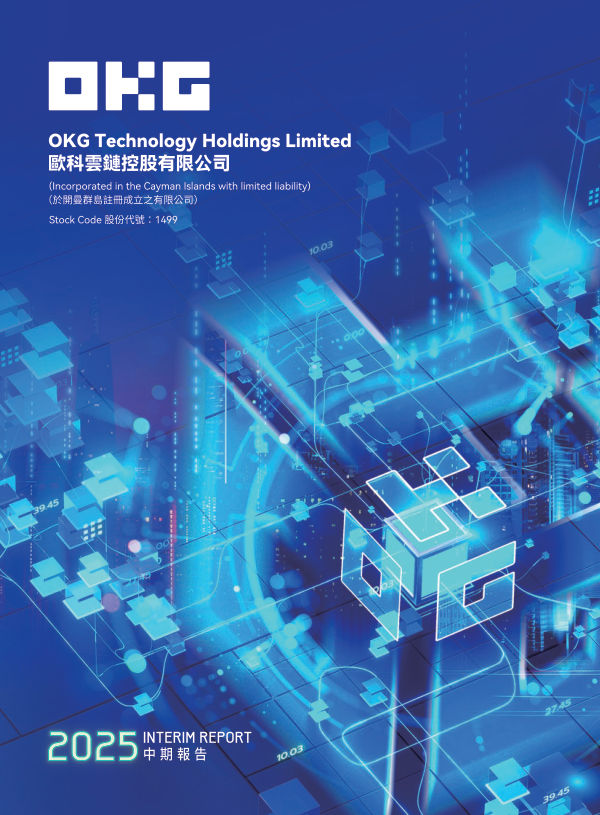 OKG
OKG Technology Holdings Limited
歐科雲鏈控股有限公司
(Incorporated in the Cayman Islands with limited liability)
(於開曼群島註冊成立之有限公司)
Stock Code 股份代號：1499
10.03
0.00
39.45
27.45
2025 INTERIM REPORT
中期報告
10.03
39.45